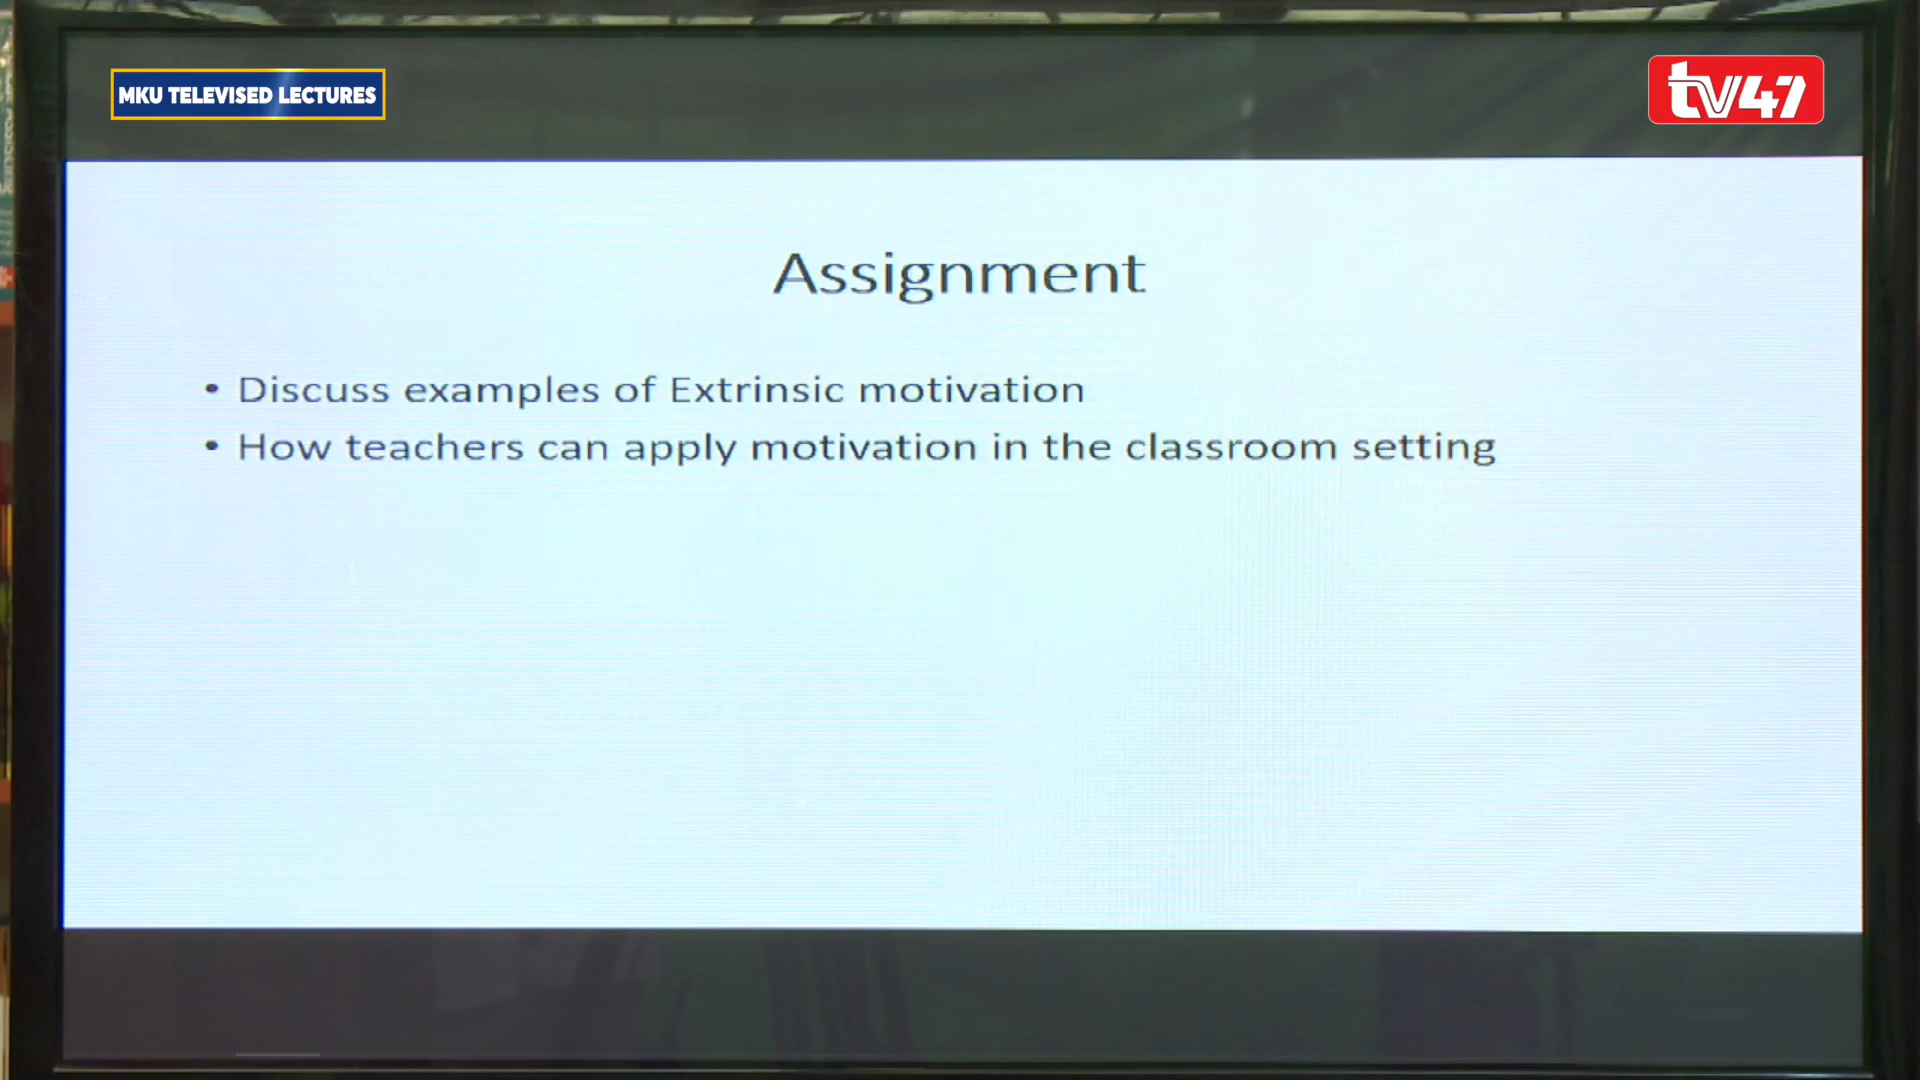 MKU TELEVISED LECTURES
tv47
Assignment
• Discuss examples of Extrinsic motivation
• How teachers can apply motivation in the classroom setting